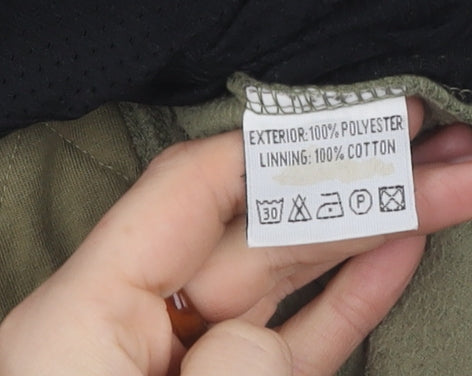 EXTERIOR:100% POLYESTER
LINNING: 100% COTTON
30 P